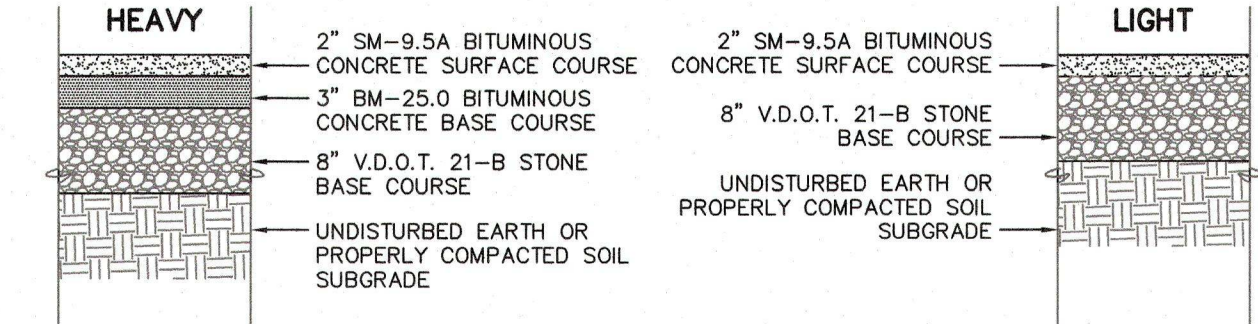 HEAVY
2" SM-9.5A BITUMINOUS
CONCRETE SURFACE COURSE
3" BM-25.0 BITUMINOUS
CONCRETE BASE COURSE
8" V.D.O.T. 21-B STONE
BASE COURSE
UNDISTURBED EARTH OR
PROPERLY COMPACTED SOIL
SUBGRADE
LIGHT
2" SM-9.5A BITUMINOUS
CONCRETE SURFACE COURSE
8" V.D.O.T. 21-B STONE
BASE COURSE
UNDISTURBED EARTH OR
PROPERLY COMPACTED SOIL
SUBGRADE